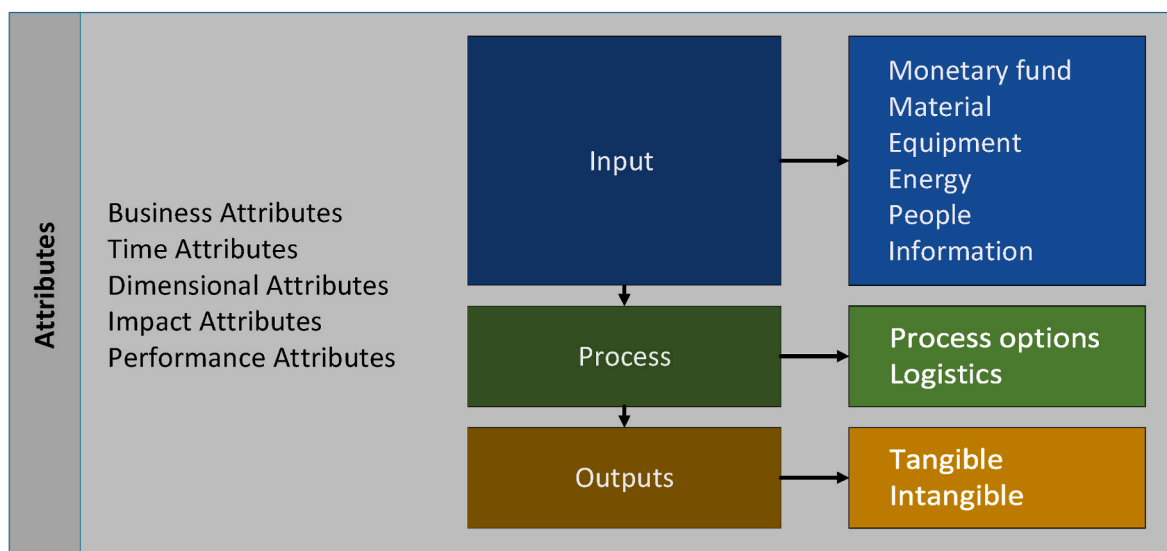 Attributes
Business Attributes
Time Attributes
Dimensional Attributes
Impact Attributes
Performance Attributes
Input
Monetary fund
Material
Equipment
Energy
People
Information
Process
Process options
Logistics
Outputs
Tangible
Intangible